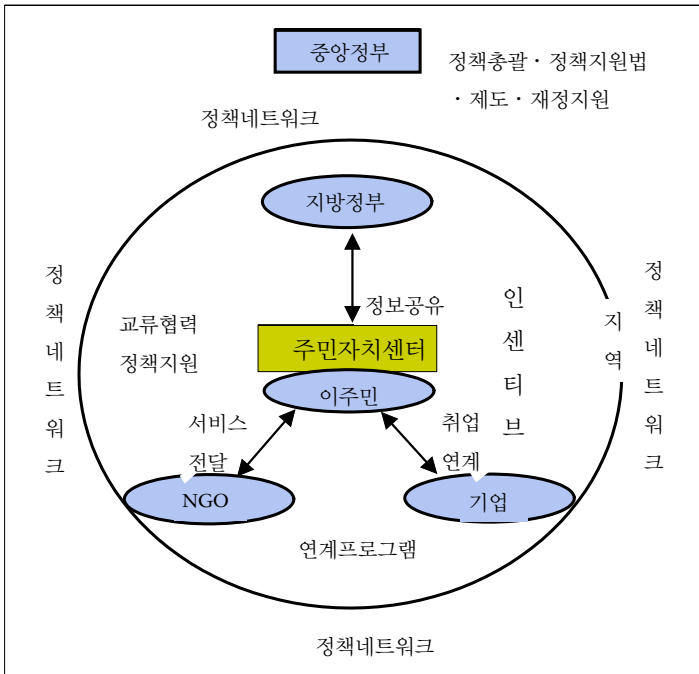 중앙정부
정책총괄・정책지원법
・제도・재정지원
정책네트워크
지방정부
정책네트워크
정책네트워크
지역
인센티브
정보공유
교류협력
정책지원
주민자치센터
이주민
서비스
전달
취업
연계
NGO
기업
연계프로그램
정책네트워크